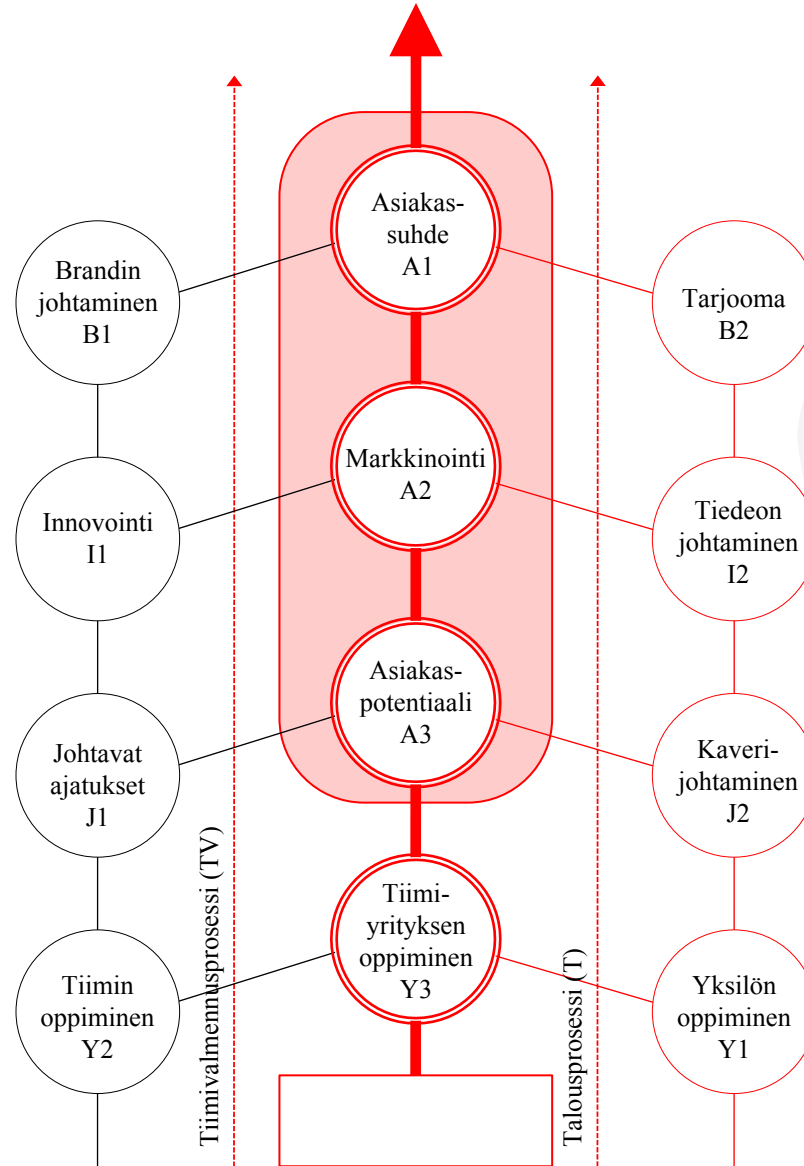 Asiakas-
suhde
A1
Brandin
johtaminen
B1
Tarjooma
B2
Markkinointi
A2
Innovointi
I1
Tiedeon
johtaminen
I2
Asiakas-
potentiaali
A3
Johtavat
ajatukset
J1
Kaveri-
johtaminen
J2
Tiimivalmennusprosessi (TV)
Talousprosessi (T)
Tiimi-
yrityksen
oppiminen
Y3
Tiimin
oppiminen
Y2
Yksilön
oppiminen
Y1